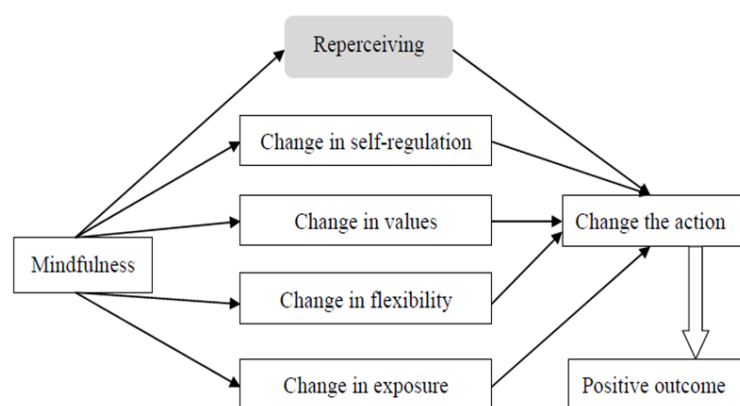 Reperceiving
Change in self-regulation
Change in values
Change the action
Mindfulness
Change in flexibility
Change in exposure
Positive outcome